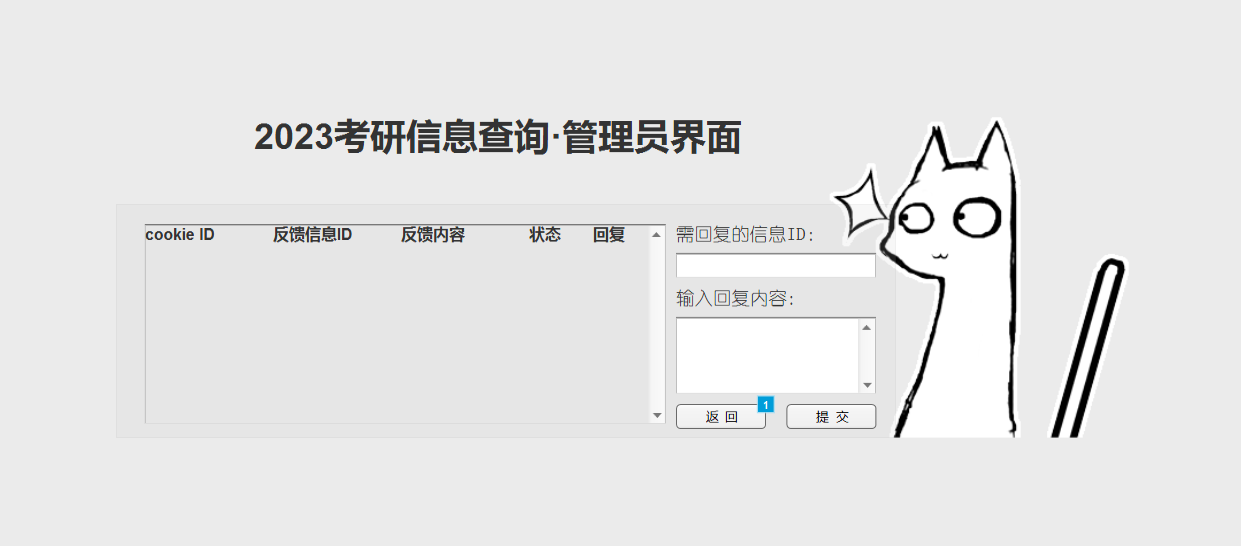 2023考研信息查询·管理员界面
cookie ID 反馈信息ID 反馈内容 状态 回复
需回复的信息ID:
输入回复内容:
1
返 回 提 交